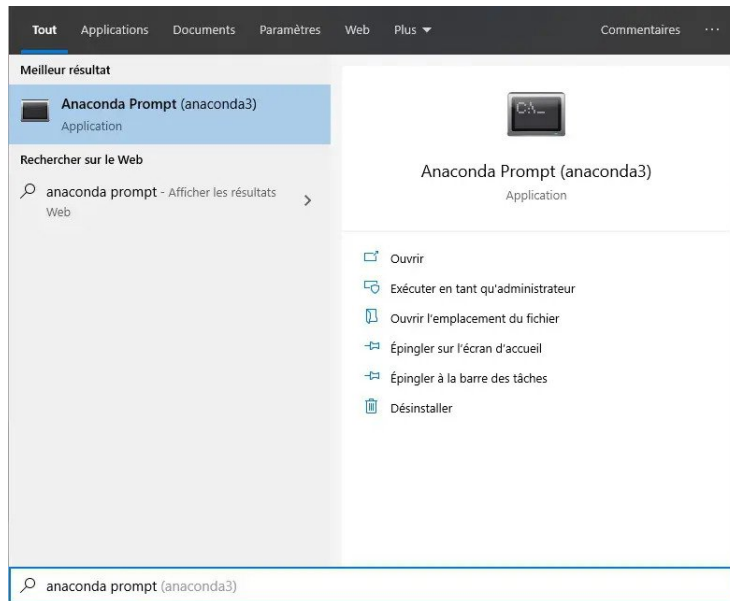 Tout Applications Documents Paramètres Web Plus Commentaires ...
Meilleur résultat
Anaconda Prompt (anaconda3)
Application
Rechercher sur le Web
anaconda prompt - Afficher les résultats
Web
C:\_
Anaconda Prompt (anaconda3)
Application
Ouvrir
Exécuter en tant qu'administrateur
Ouvrir l'emplacement du fichier
Épingler sur l'écran d'accueil
Épingler à la barre des tâches
Désinstaller
anaconda prompt (anaconda3)